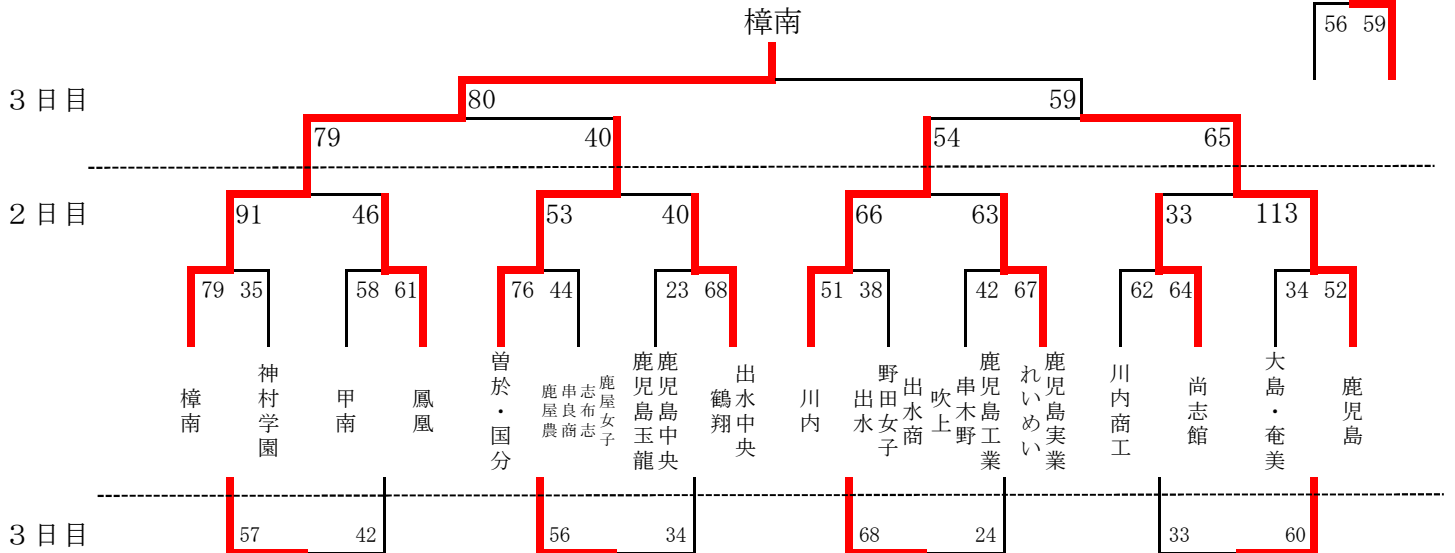 樟南
56 59
3日目
80 59
79 40 54 65
2日目
91 46 53 40 66 63 33 113
79 35 58 61 76 44 23 68 51 38 42 67 62 64 34 52
樟南
神村学園
甲南
鳳凰
曽於・国分
鹿屋農
串良商
志布志
鹿屋女子
鹿児島玉龍
鹿児島中央
鶴翔
出水中央
川内
出水
野田女子
出水商
吹上
串木野
鹿児島工業
れいめい
鹿児島実業
川内商工
尚志館
大島・奄美
鹿児島
3日目
57 42 56 34 68 24 33 60